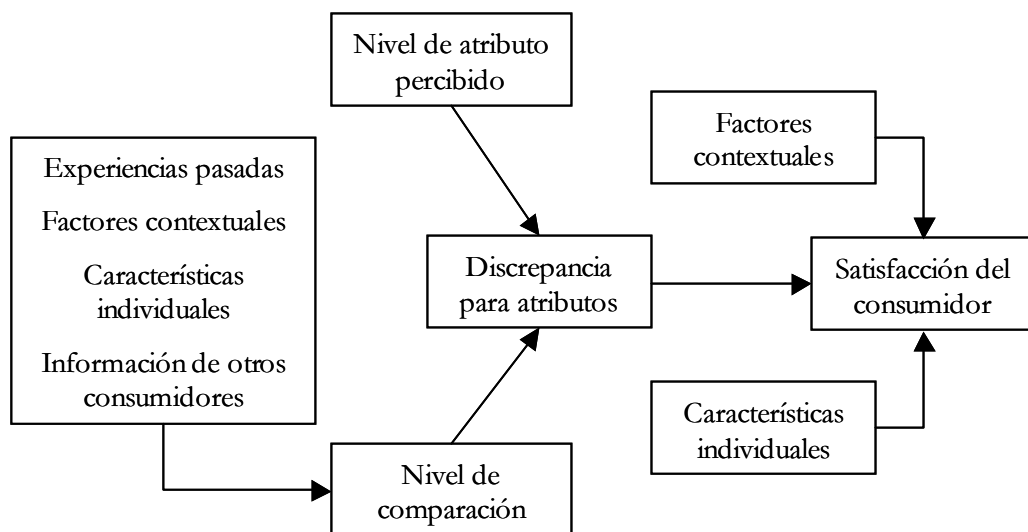 Nivel de atributo
percibido
Factores
contextuales
Experiencias pasadas
Factores contextuales
Características
individuales
Información de otros
consumidores
Discrepancia
para atributos
Satisfacción del
consumidor
Características
individuales
Nivel de
comparación